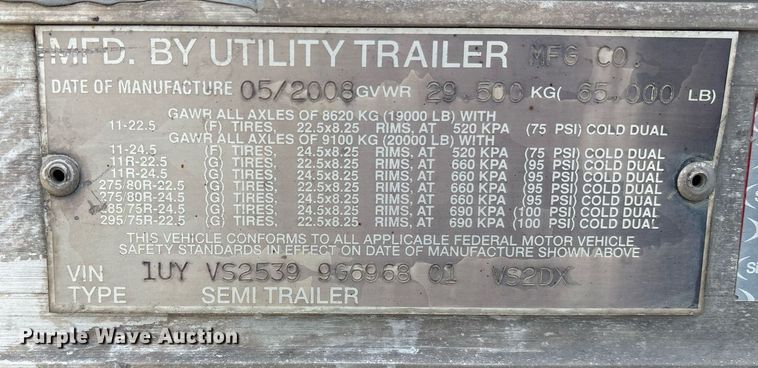 MFD. BY UTILITY TRAILER MFG CO.
DATE OF MANUFACTURE 05/2008 GVWR 29.500 KG( 65.000 LB)
GAWR ALL AXLES OF 8620 KG (19000 LB) WITH
11-22.5 (F) TIRES, 22.5x8.25 RIMS, AT 520 KPA (75 PSI) COLD DUAL
GAWR ALL AXLES OF 9100 KG (20000 LB) WITH
11-24.5 (F) TIRES, 24.5x8.25 RIMS, AT 520 KPA (75 PSI) COLD DUAL
11R-22.5 (G) TIRES, 22.5x8.25 RIMS, AT 660 KPA (95 PSI) COLD DUAL
11R-24.5 (G) TIRES, 24.5x8.25 RIMS, AT 660 KPA (95 PSI) COLD DUAL
275/80R-22.5 (G) TIRES, 22.5x8.25 RIMS, AT 660 KPA (95 PSI) COLD DUAL
275/80R-24.5 (G) TIRES, 24.5x8.25 RIMS, AT 660 KPA (95 PSI) COLD DUAL
285/75R-24.5 (G) TIRES, 24.5x8.25 RIMS, AT 690 KPA (100 PSI) COLD DUAL
295/75R-22.5 (G) TIRES, 22.5x8.25 RIMS, AT 690 KPA (100 PSI) COLD DUAL
THIS VEHICLE CONFORMS TO ALL APPLICABLE FEDERAL MOTOR VEHICLE
SAFETY STANDARDS IN EFFECT ON DATE OF MANUFACTURE SHOWN ABOVE
VIN 1UY VS2539 9G6968 01 VS2DX
TYPE SEMI TRAILER
Purple Wave Auction